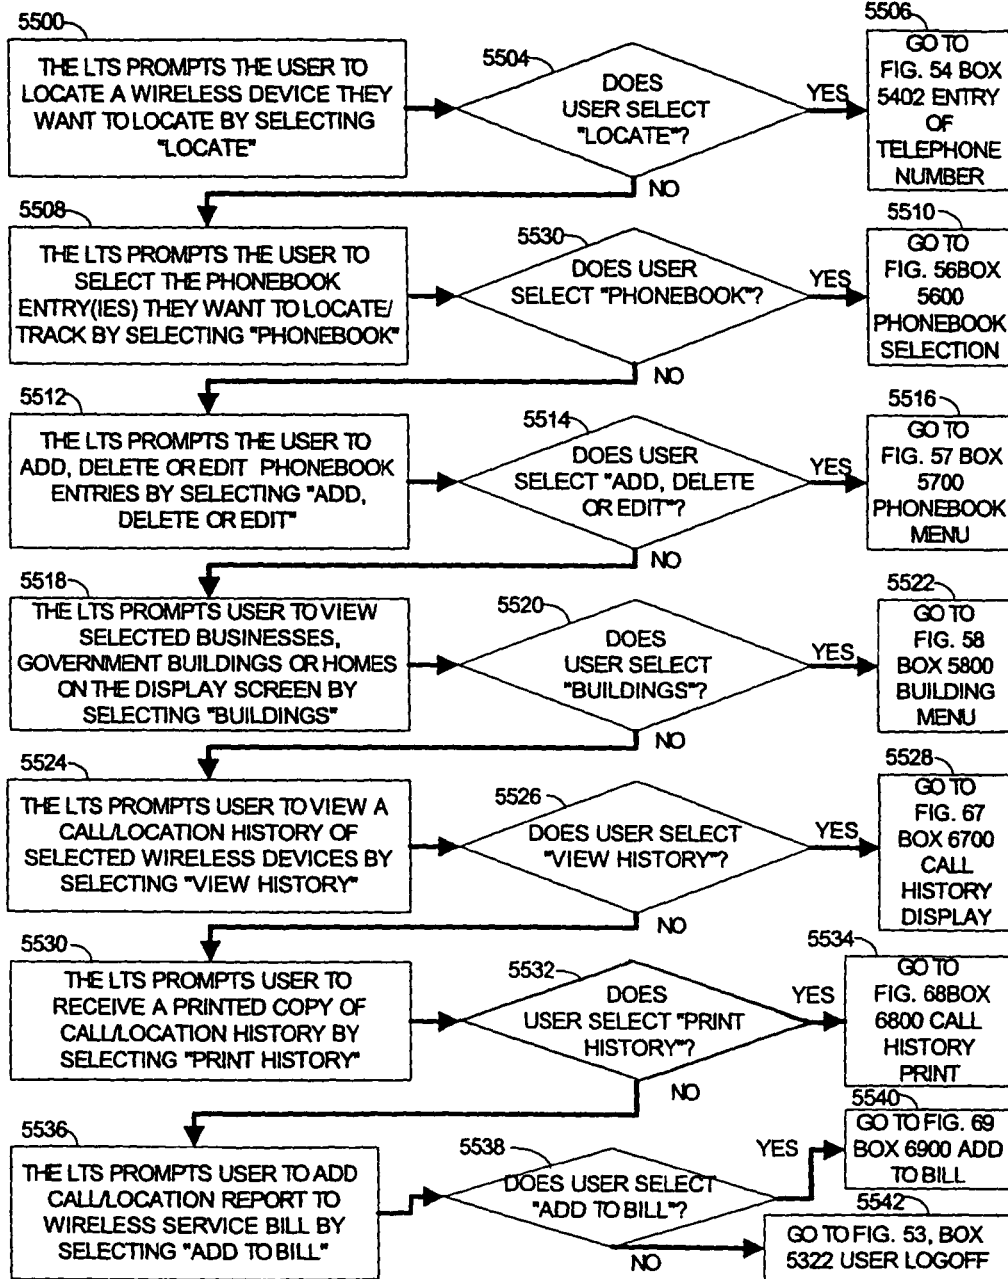 5500
THE LTS PROMPTS THE USER TO
LOCATE A WIRELESS DEVICE THEY
WANT TO LOCATE BY SELECTING
"LOCATE"
5504
DOES
USER SELECT
"LOCATE"?
YES
NO
5506
GO TO
FIG. 54 BOX
5402 ENTRY
OF
TELEPHONE
NUMBER
5508
THE LTS PROMPTS THE USER TO
SELECT THE PHONEBOOK
ENTRY(IES) THEY WANT TO LOCATE/
TRACK BY SELECTING "PHONEBOOK"
5530
DOES USER
SELECT "PHONEBOOK"?
YES
NO
5510
GO TO
FIG. 56BOX
5600
PHONEBOOK
SELECTION
5512
THE LTS PROMPTS THE USER TO
ADD, DELETE OR EDIT PHONEBOOK
ENTRIES BY SELECTING "ADD,
DELETE OR EDIT"
5514
DOES USER
SELECT "ADD, DELETE
OR EDIT"?
YES
NO
5516
GO TO
FIG. 57 BOX
5700
PHONEBOOK
MENU
5518
THE LTS PROMPTS USER TO VIEW
SELECTED BUSINESSES,
GOVERNMENT BUILDINGS OR HOMES
ON THE DISPLAY SCREEN BY
SELECTING "BUILDINGS"
5520
DOES
USER SELECT
"BUILDINGS"?
YES
NO
5522
GO TO
FIG. 58
BOX 5800
BUILDING
MENU
5524
THE LTS PROMPTS USER TO VIEW A
CALL/LOCATION HISTORY OF
SELECTED WIRELESS DEVICES BY
SELECTING "VIEW HISTORY"
5526
DOES USER SELECT
"VIEW HISTORY"?
YES
NO
5528
GO TO
FIG. 67
BOX 6700
CALL
HISTORY
DISPLAY
5530
THE LTS PROMPTS USER TO
RECEIVE A PRINTED COPY OF
CALL/LOCATION HISTORY BY
SELECTING "PRINT HISTORY"
5532
DOES
USER SELECT "PRINT
HISTORY"?
YES
NO
5534
GO TO
FIG. 68BOX
6800 CALL
HISTORY
PRINT
5536
THE LTS PROMPTS USER TO ADD
CALL/LOCATION REPORT TO
WIRELESS SERVICE BILL BY
SELECTING "ADD TO BILL"
5538
DOES USER SELECT
"ADD TO BILL"?
YES
NO
5540
GO TO FIG. 69
BOX 6900 ADD
TO BILL
5542
GO TO FIG. 53, BOX
5322 USER LOGOFF